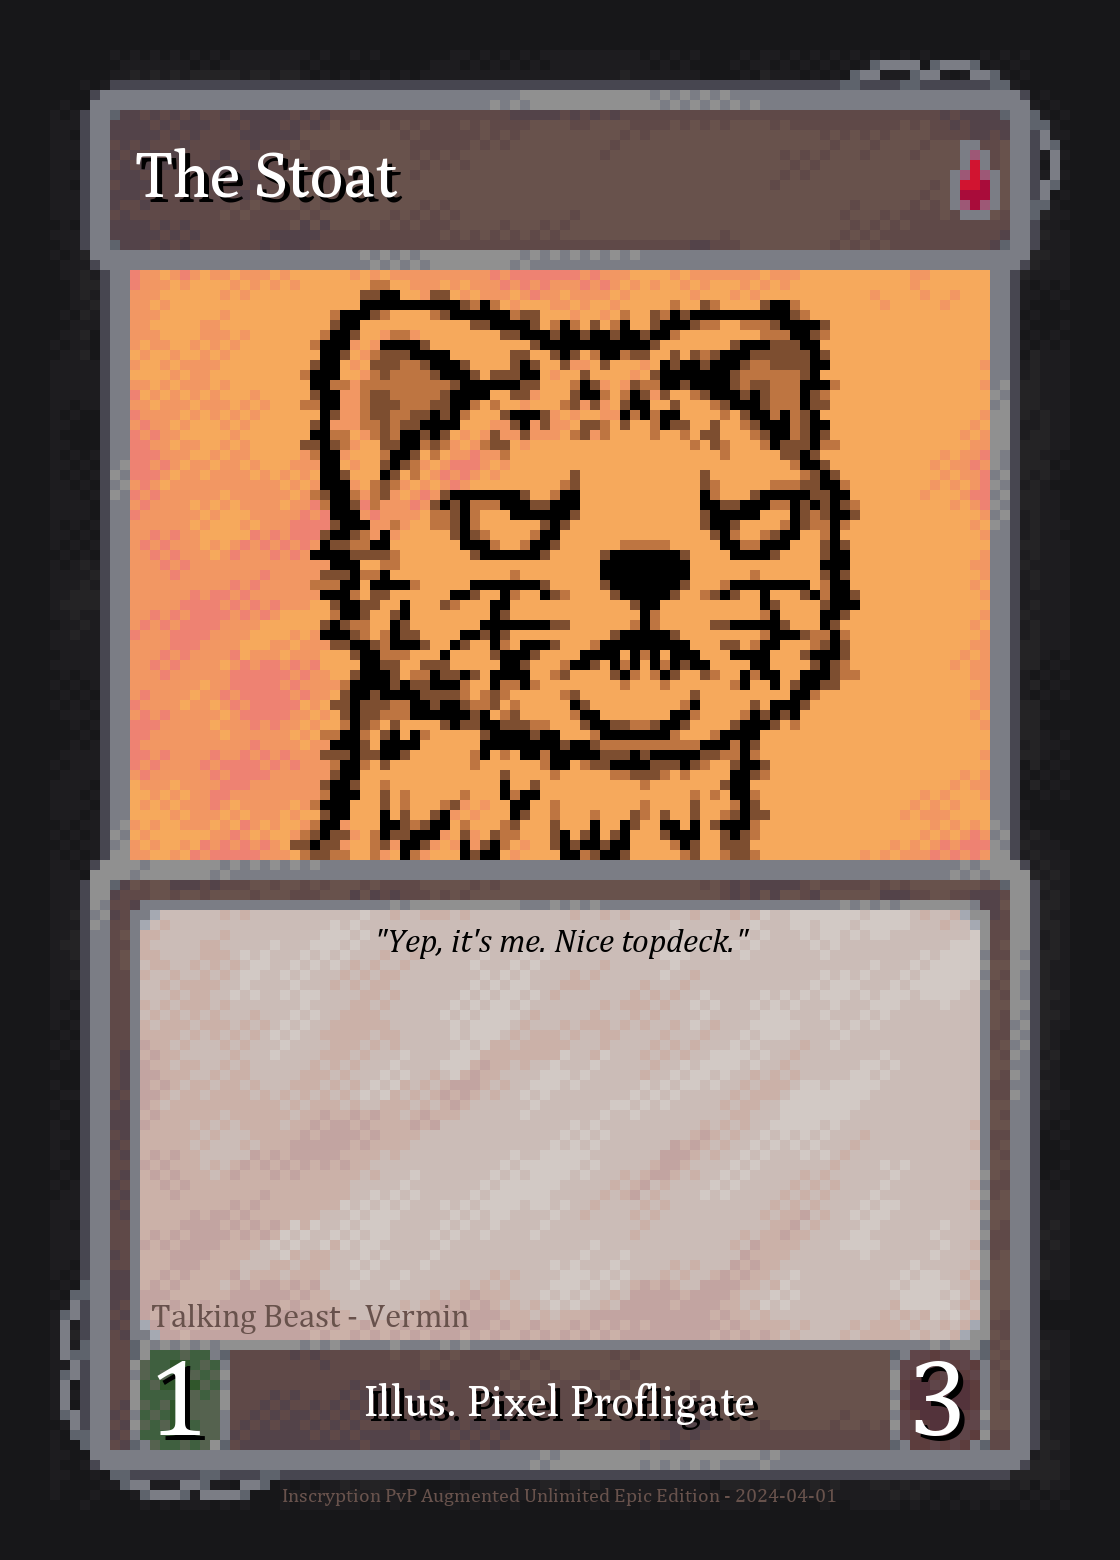 The Stoat
"Yep, it's me. Nice topdeck."
Talking Beast - Vermin
1
Illus. Pixel Profligate
3
Inscryption PvP Augmented Unlimited Epic Edition - 2024-04-01